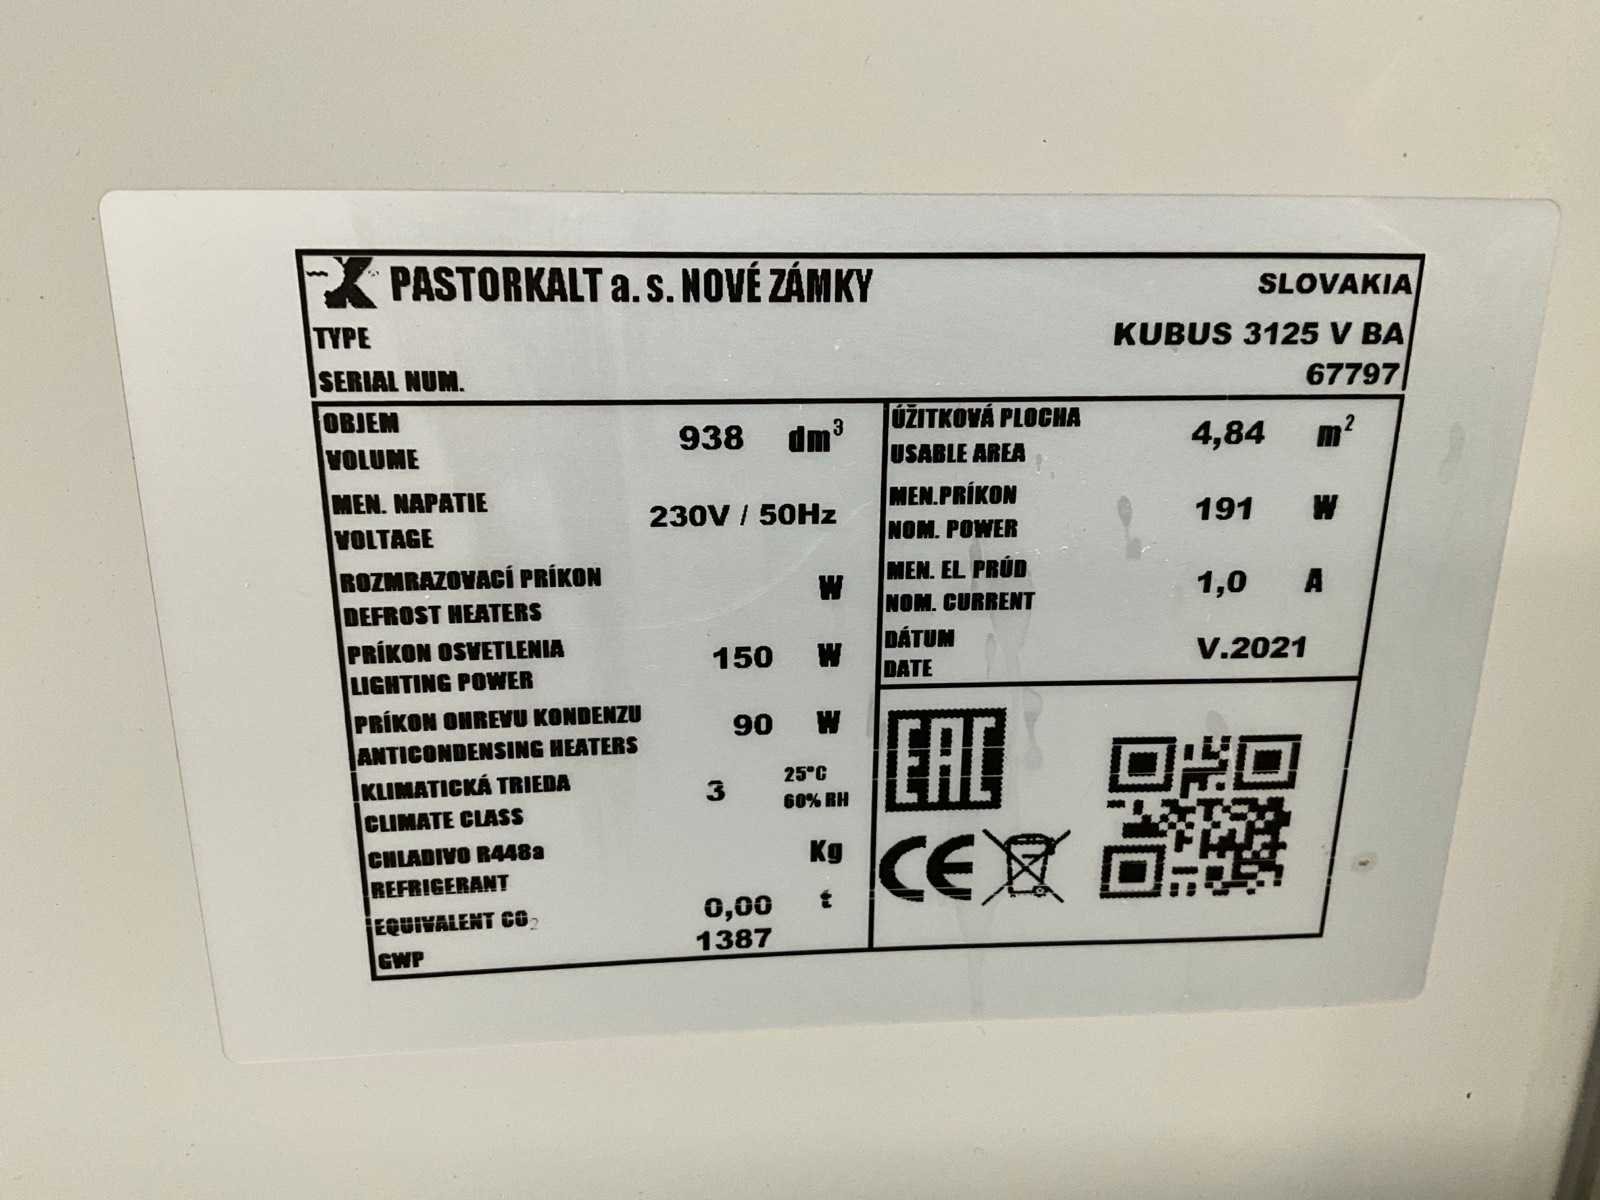 PASTORKALT a. s. NOVÉ ZÁMKY SLOVAKIA
TYPE KUBUS 3125 V BA
SERIAL NUM. 67797
OBJEM
VOLUME 938 dm³
MEN. NAPATIE
VOLTAGE 230V / 50Hz
ROZMRAZOVACÍ PRÍKON
DEFROST HEATERS W
PRÍKON OSVETLENIA
LIGHTING POWER 150 W
PRÍKON OHREVU KONDENZU
ANTICONDENSING HEATERS 90 W
KLIMATICKÁ TRIEDA
CLIMATE CLASS 3 25°C
60% RH
CHLADIVO R448a
REFRIGERANT Kg
EQUIVALENT CO₂ 0,00 t
GWP 1387
ÚŽITKOVÁ PLOCHA
USABLE AREA 4,84 m²
MEN.PRÍKON
NOM. POWER 191 W
MEN. EL. PRÚD
NOM. CURRENT 1,0 A
DÁTUM
DATE V.2021
EAC
CE